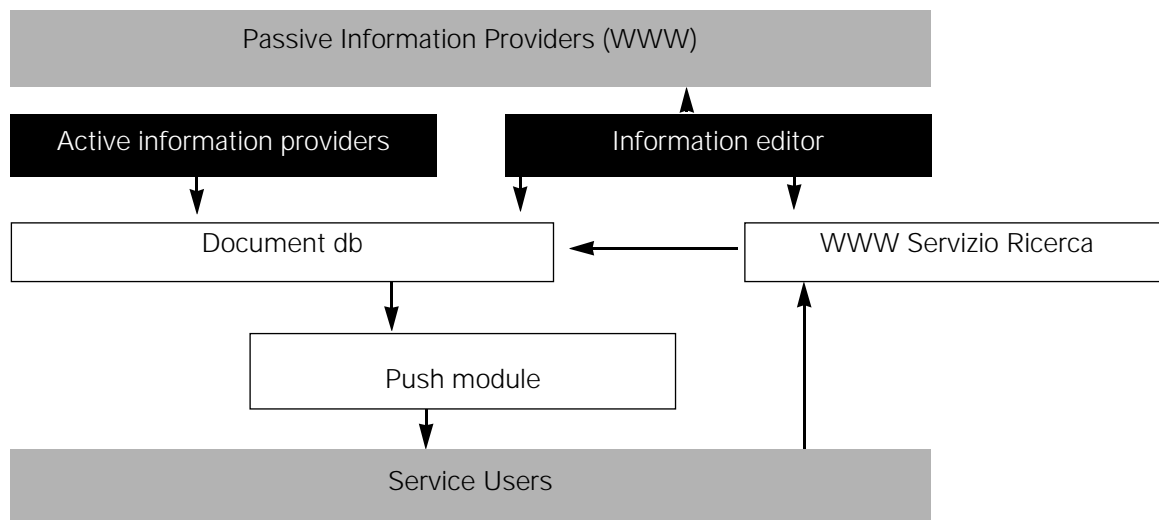 Passive Information Providers (WWW)
Active information providers
Information editor
Document db
WWW Servizio Ricerca
Push module
Service Users